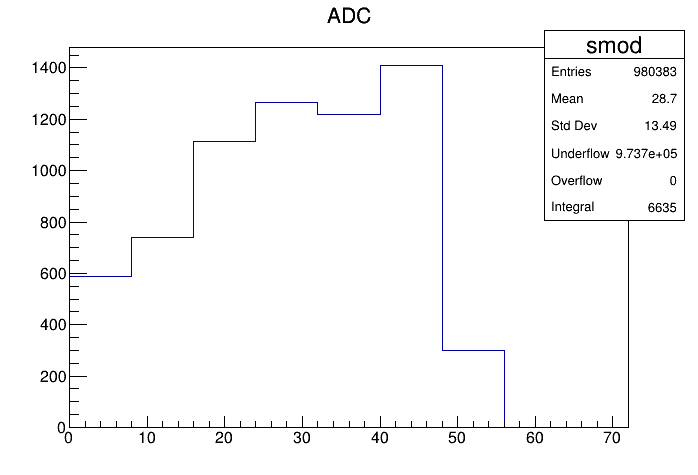 ADC
smod
Entries 980383
Mean 28.7
Std Dev 13.49
Underflow 9.737e+05
Overflow 0
Integral 6635
1400
1200
1000
800
600
400
200
0
0 10 20 30 40 50 60 70